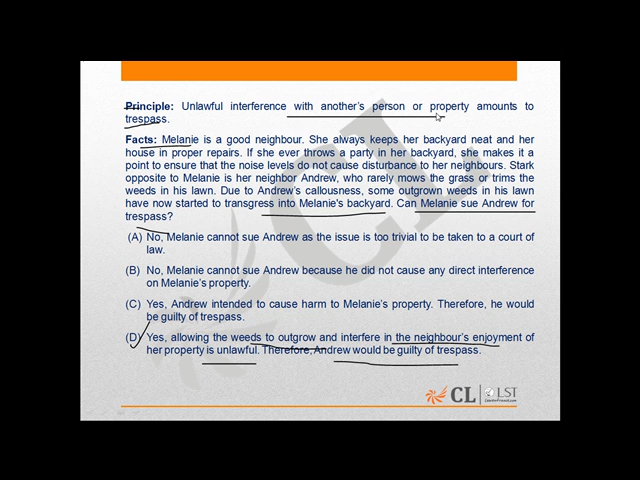 Principle: Unlawful interference with another's person or property amounts to
trespass.
Facts: Melanie is a good neighbour. She always keeps her backyard neat and her
house in proper repairs. If she ever throws a party in her backyard, she makes it a
point to ensure that the noise levels do not cause disturbance to her neighbours. Stark
opposite to Melanie is her neighbor Andrew, who rarely mows the grass or trims the
weeds in his lawn. Due to Andrew's callousness, some outgrown weeds in his lawn
have now started to transgress into Melanie's backyard. Can Melanie sue Andrew for
trespass?
(A) No, Melanie cannot sue Andrew as the issue is too trivial to be taken to a court of
law.
(B) No, Melanie cannot sue Andrew because he did not cause any direct interference
on Melanie's property.
(C) Yes, Andrew intended to cause harm to Melanie's property. Therefore, he would
be guilty of trespass.
(D) Yes, allowing the weeds to outgrow and interfere in the neighbour's enjoyment of
her property is unlawful. Therefore, Andrew would be guilty of trespass.
CL
CL LST